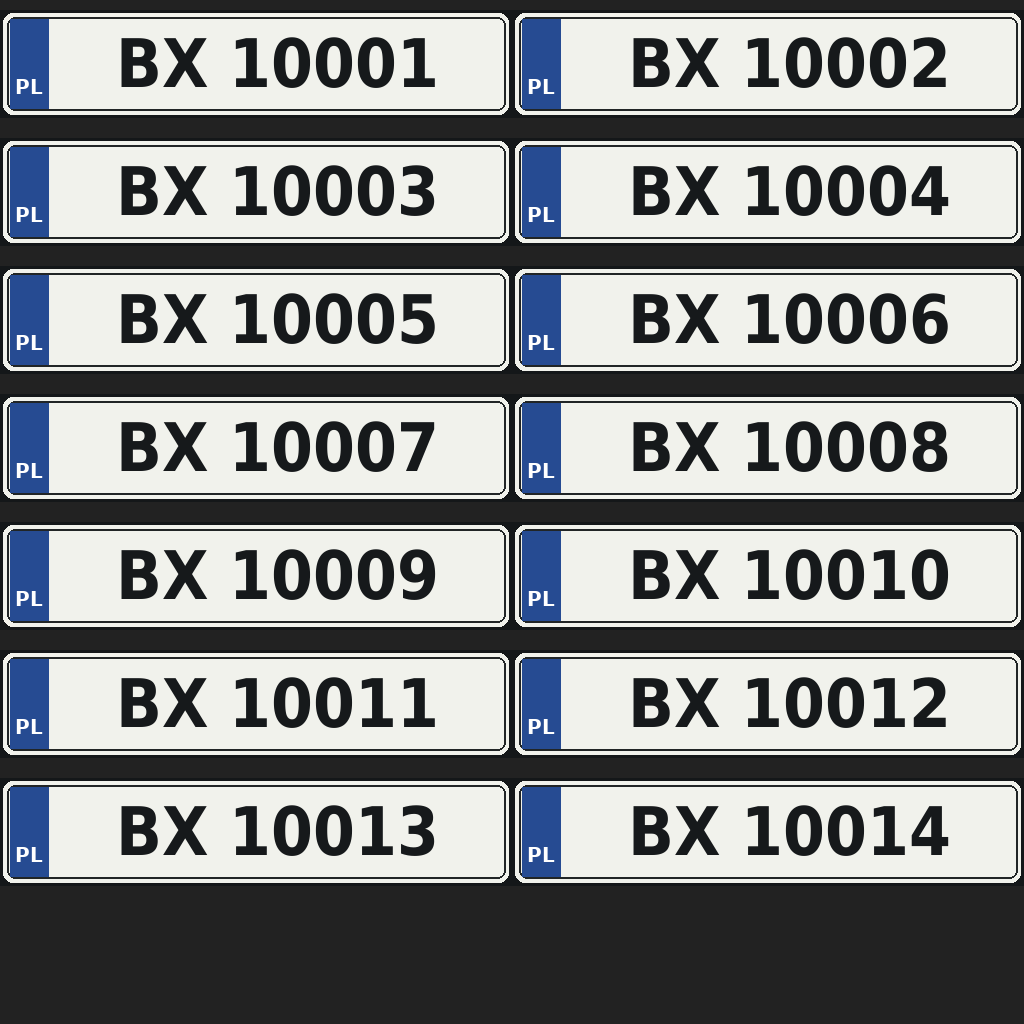 PL BX 10001
PL BX 10002
PL BX 10003
PL BX 10004
PL BX 10005
PL BX 10006
PL BX 10007
PL BX 10008
PL BX 10009
PL BX 10010
PL BX 10011
PL BX 10012
PL BX 10013
PL BX 10014